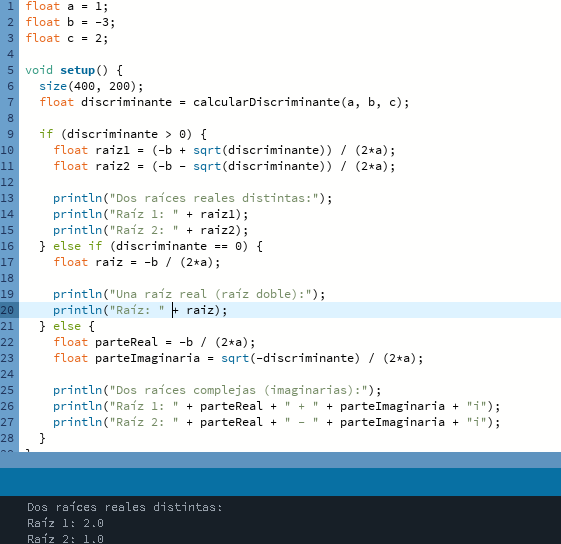 1 float a = 1;
2 float b = -3;
3 float c = 2;
4
5 void setup() {
6 size(400, 200);
7 float discriminante = calcularDiscriminante(a, b, c);
8
9 if (discriminante > 0) {
10 float raiz1 = (-b + sqrt(discriminante)) / (2*a);
11 float raiz2 = (-b - sqrt(discriminante)) / (2*a);
12
13 println("Dos raíces reales distintas:");
14 println("Raíz 1: " + raiz1);
15 println("Raíz 2: " + raiz2);
16 } else if (discriminante == 0) {
17 float raiz = -b / (2*a);
18
19 println("Una raíz real (raíz doble):");
20 println("Raíz: " + raiz);
21 } else {
22 float parteReal = -b / (2*a);
23 float parteImaginaria = sqrt(-discriminante) / (2*a);
24
25 println("Dos raíces complejas (imaginarias):");
26 println("Raíz 1: " + parteReal + " + " + parteImaginaria + "i");
27 println("Raíz 2: " + parteReal + " - " + parteImaginaria + "i");
28 }
Dos raíces reales distintas:
Raíz 1: 2.0
Raíz 2: 1.0